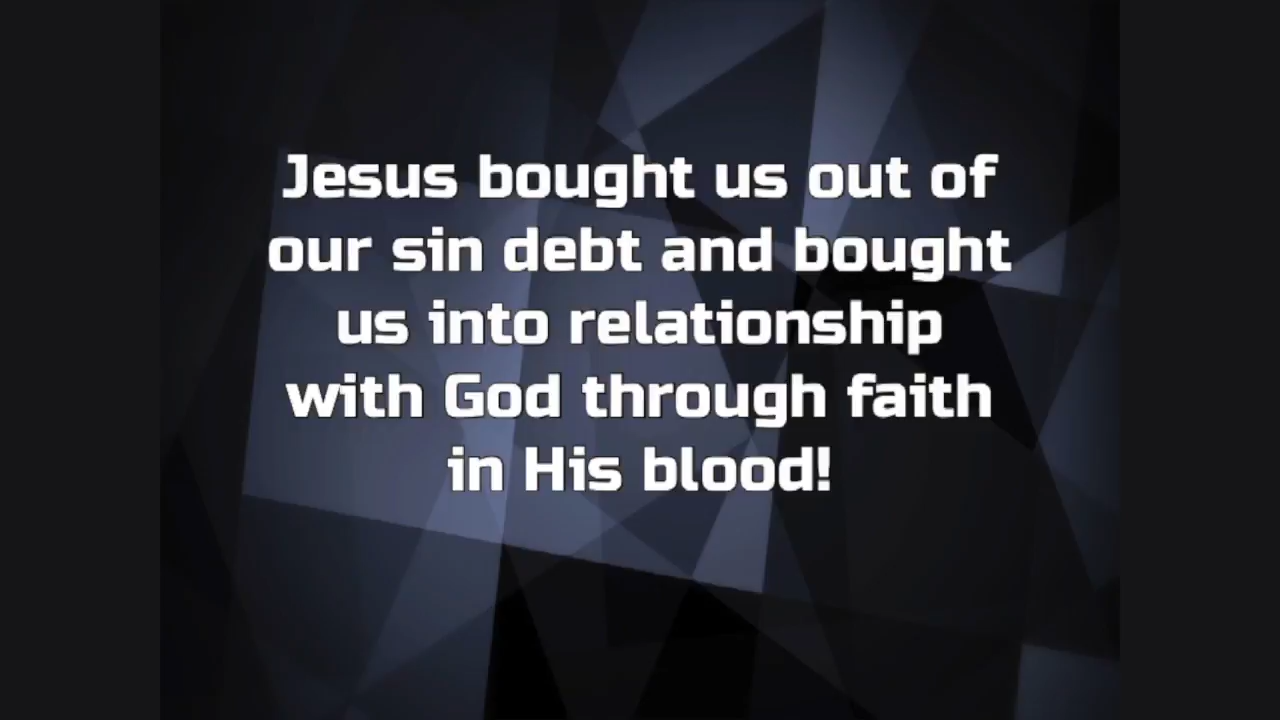 Jesus bought us out of
our sin debt and bought
us into relationship
with God through faith
in His blood!